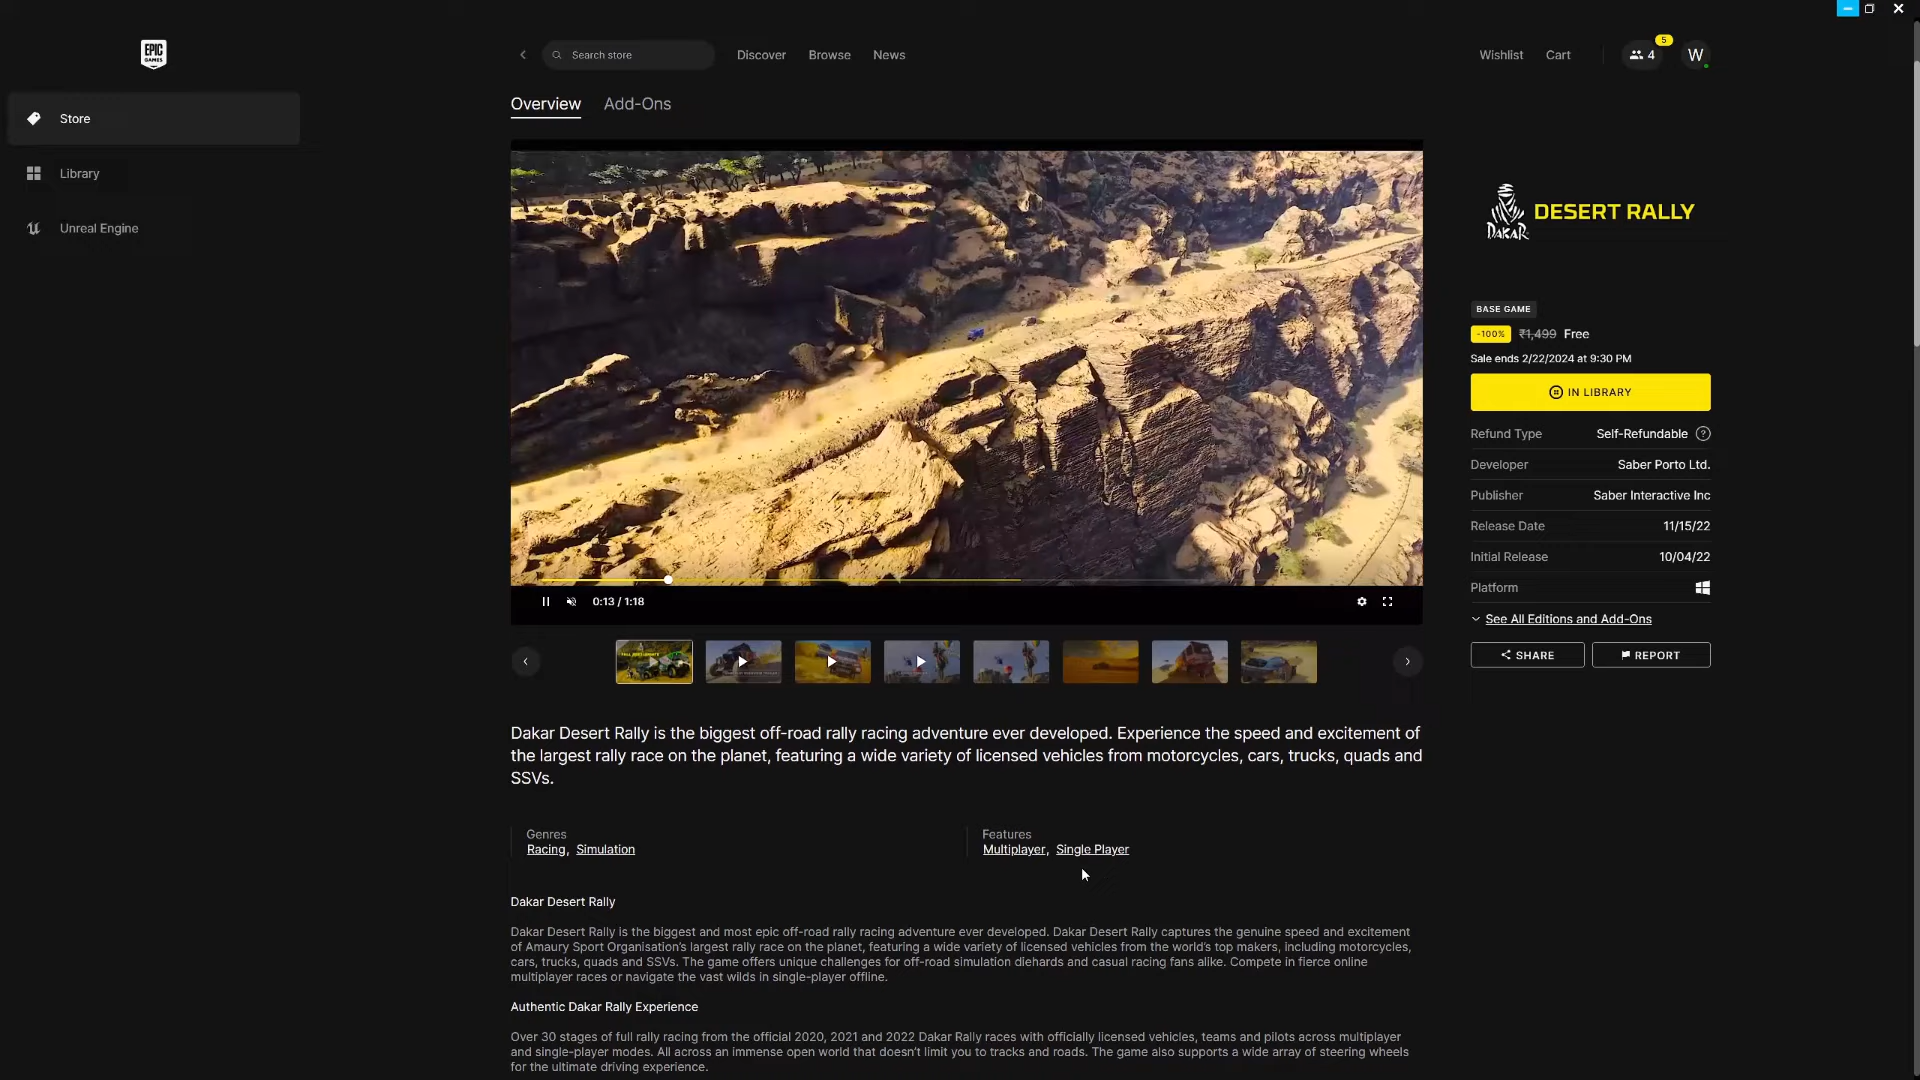 EPIC
GAMES
Search store
Discover
Browse
News
Wishlist
Cart
4
5
W
Store
Library
Unreal Engine
Overview
Add-Ons
0:13 / 1:18
DAKAR
DESERT RALLY
BASE GAME
-100%
₹1,499
Free
Sale ends 2/22/2024 at 9:30 PM
IN LIBRARY
Refund Type
Self-Refundable
Developer
Saber Porto Ltd.
Publisher
Saber Interactive Inc
Release Date
11/15/22
Initial Release
10/04/22
Platform
See All Editions and Add-Ons
SHARE
REPORT
Dakar Desert Rally is the biggest off-road rally racing adventure ever developed. Experience the speed and excitement of
the largest rally race on the planet, featuring a wide variety of licensed vehicles from motorcycles, cars, trucks, quads and
SSVs.
Genres
Racing, Simulation
Features
Multiplayer, Single Player
Dakar Desert Rally
Dakar Desert Rally is the biggest and most epic off-road rally racing adventure ever developed. Dakar Desert Rally captures the genuine speed and excitement
of Amaury Sport Organisation's largest rally race on the planet, featuring a wide variety of licensed vehicles from the world's top makers, including motorcycles,
cars, trucks, quads and SSVs. The game offers unique challenges for off-road simulation diehards and casual racing fans alike. Compete in fierce online
multiplayer races or navigate the vast wilds in single-player offline.
Authentic Dakar Rally Experience
Over 30 stages of full rally racing from the official 2020, 2021 and 2022 Dakar Rally races with officially licensed vehicles, teams and pilots across multiplayer
and single-player modes. All across an immense open world that doesn't limit you to tracks and roads. The game also supports a wide array of steering wheels
for the ultimate driving experience.